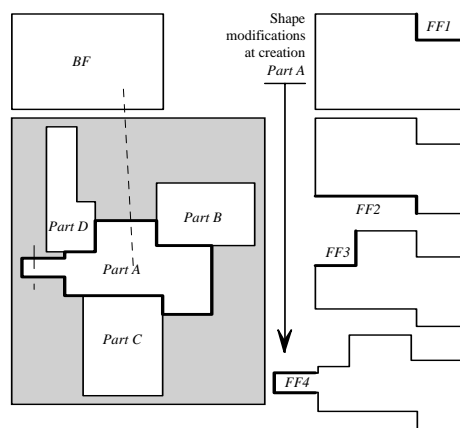 BF
Shape
modifications
at creation
Part A
FF1
FF2
FF3
FF4
Part D
Part B
Part A
Part C